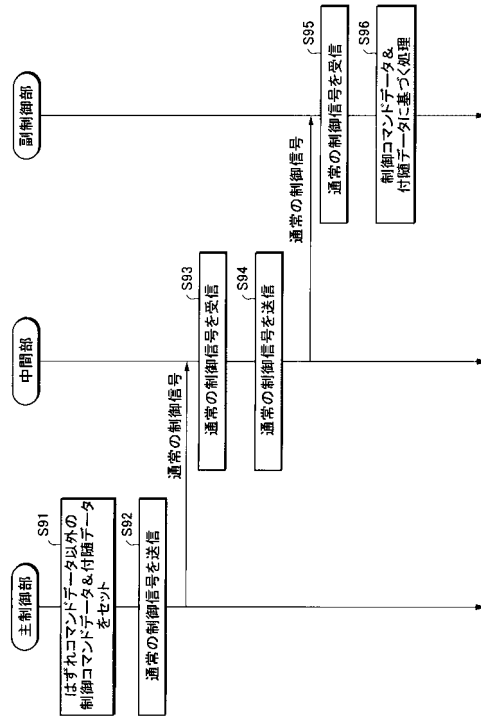 主制御部
中間部
副制御部
S91
はずれコマンドデータ以外の
制御コマンドデータ&付随データ
をセット
S92
通常の制御信号を送信
通常の制御信号
S93
通常の制御信号を受信
S94
通常の制御信号を送信
通常の制御信号
S95
通常の制御信号を受信
S96
制御コマンドデータ&
付随データに基づく処理